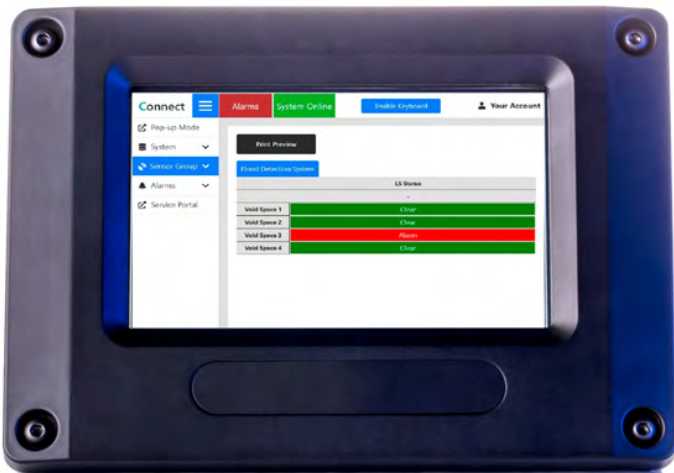 Connect
Alarms
System Online
Enable Keyboard
Your Account
Pop-up Mode
System
Sensor Group
Alarms
Service Portal
Print Preview
Flood Detection System
LS Status
-
Void Space 1 Clear
Void Space 2 Clear
Void Space 3 Alarm
Void Space 4 Clear